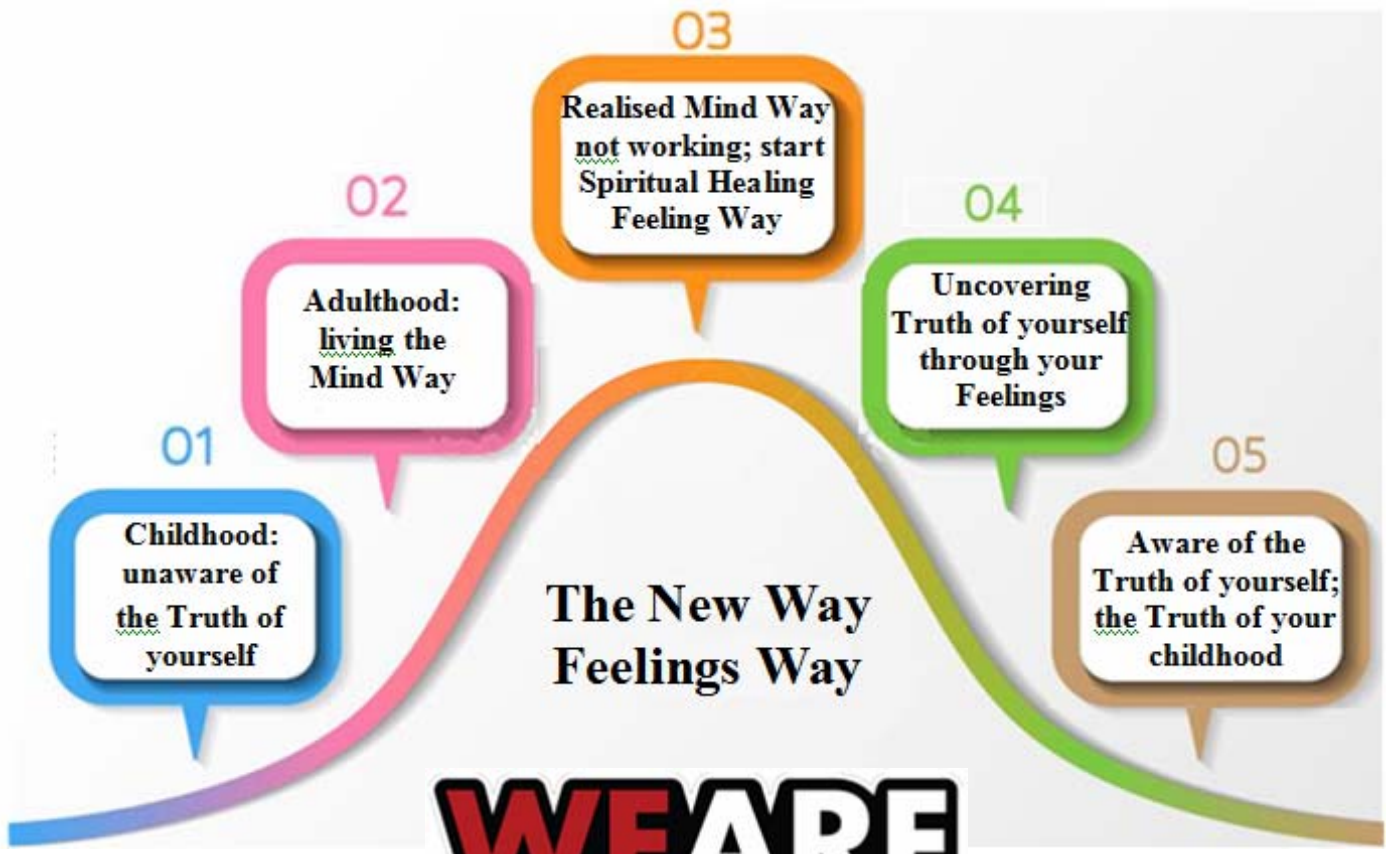 03
Realised Mind Way
not working; start
Spiritual Healing
Feeling Way
02
Adulthood:
living the
Mind Way
04
Uncovering
Truth of yourself
through your
Feelings
01
Childhood:
unaware of
the Truth of
yourself
05
Aware of the
Truth of yourself;
the Truth of your
childhood
The New Way
Feelings Way
WE ARE